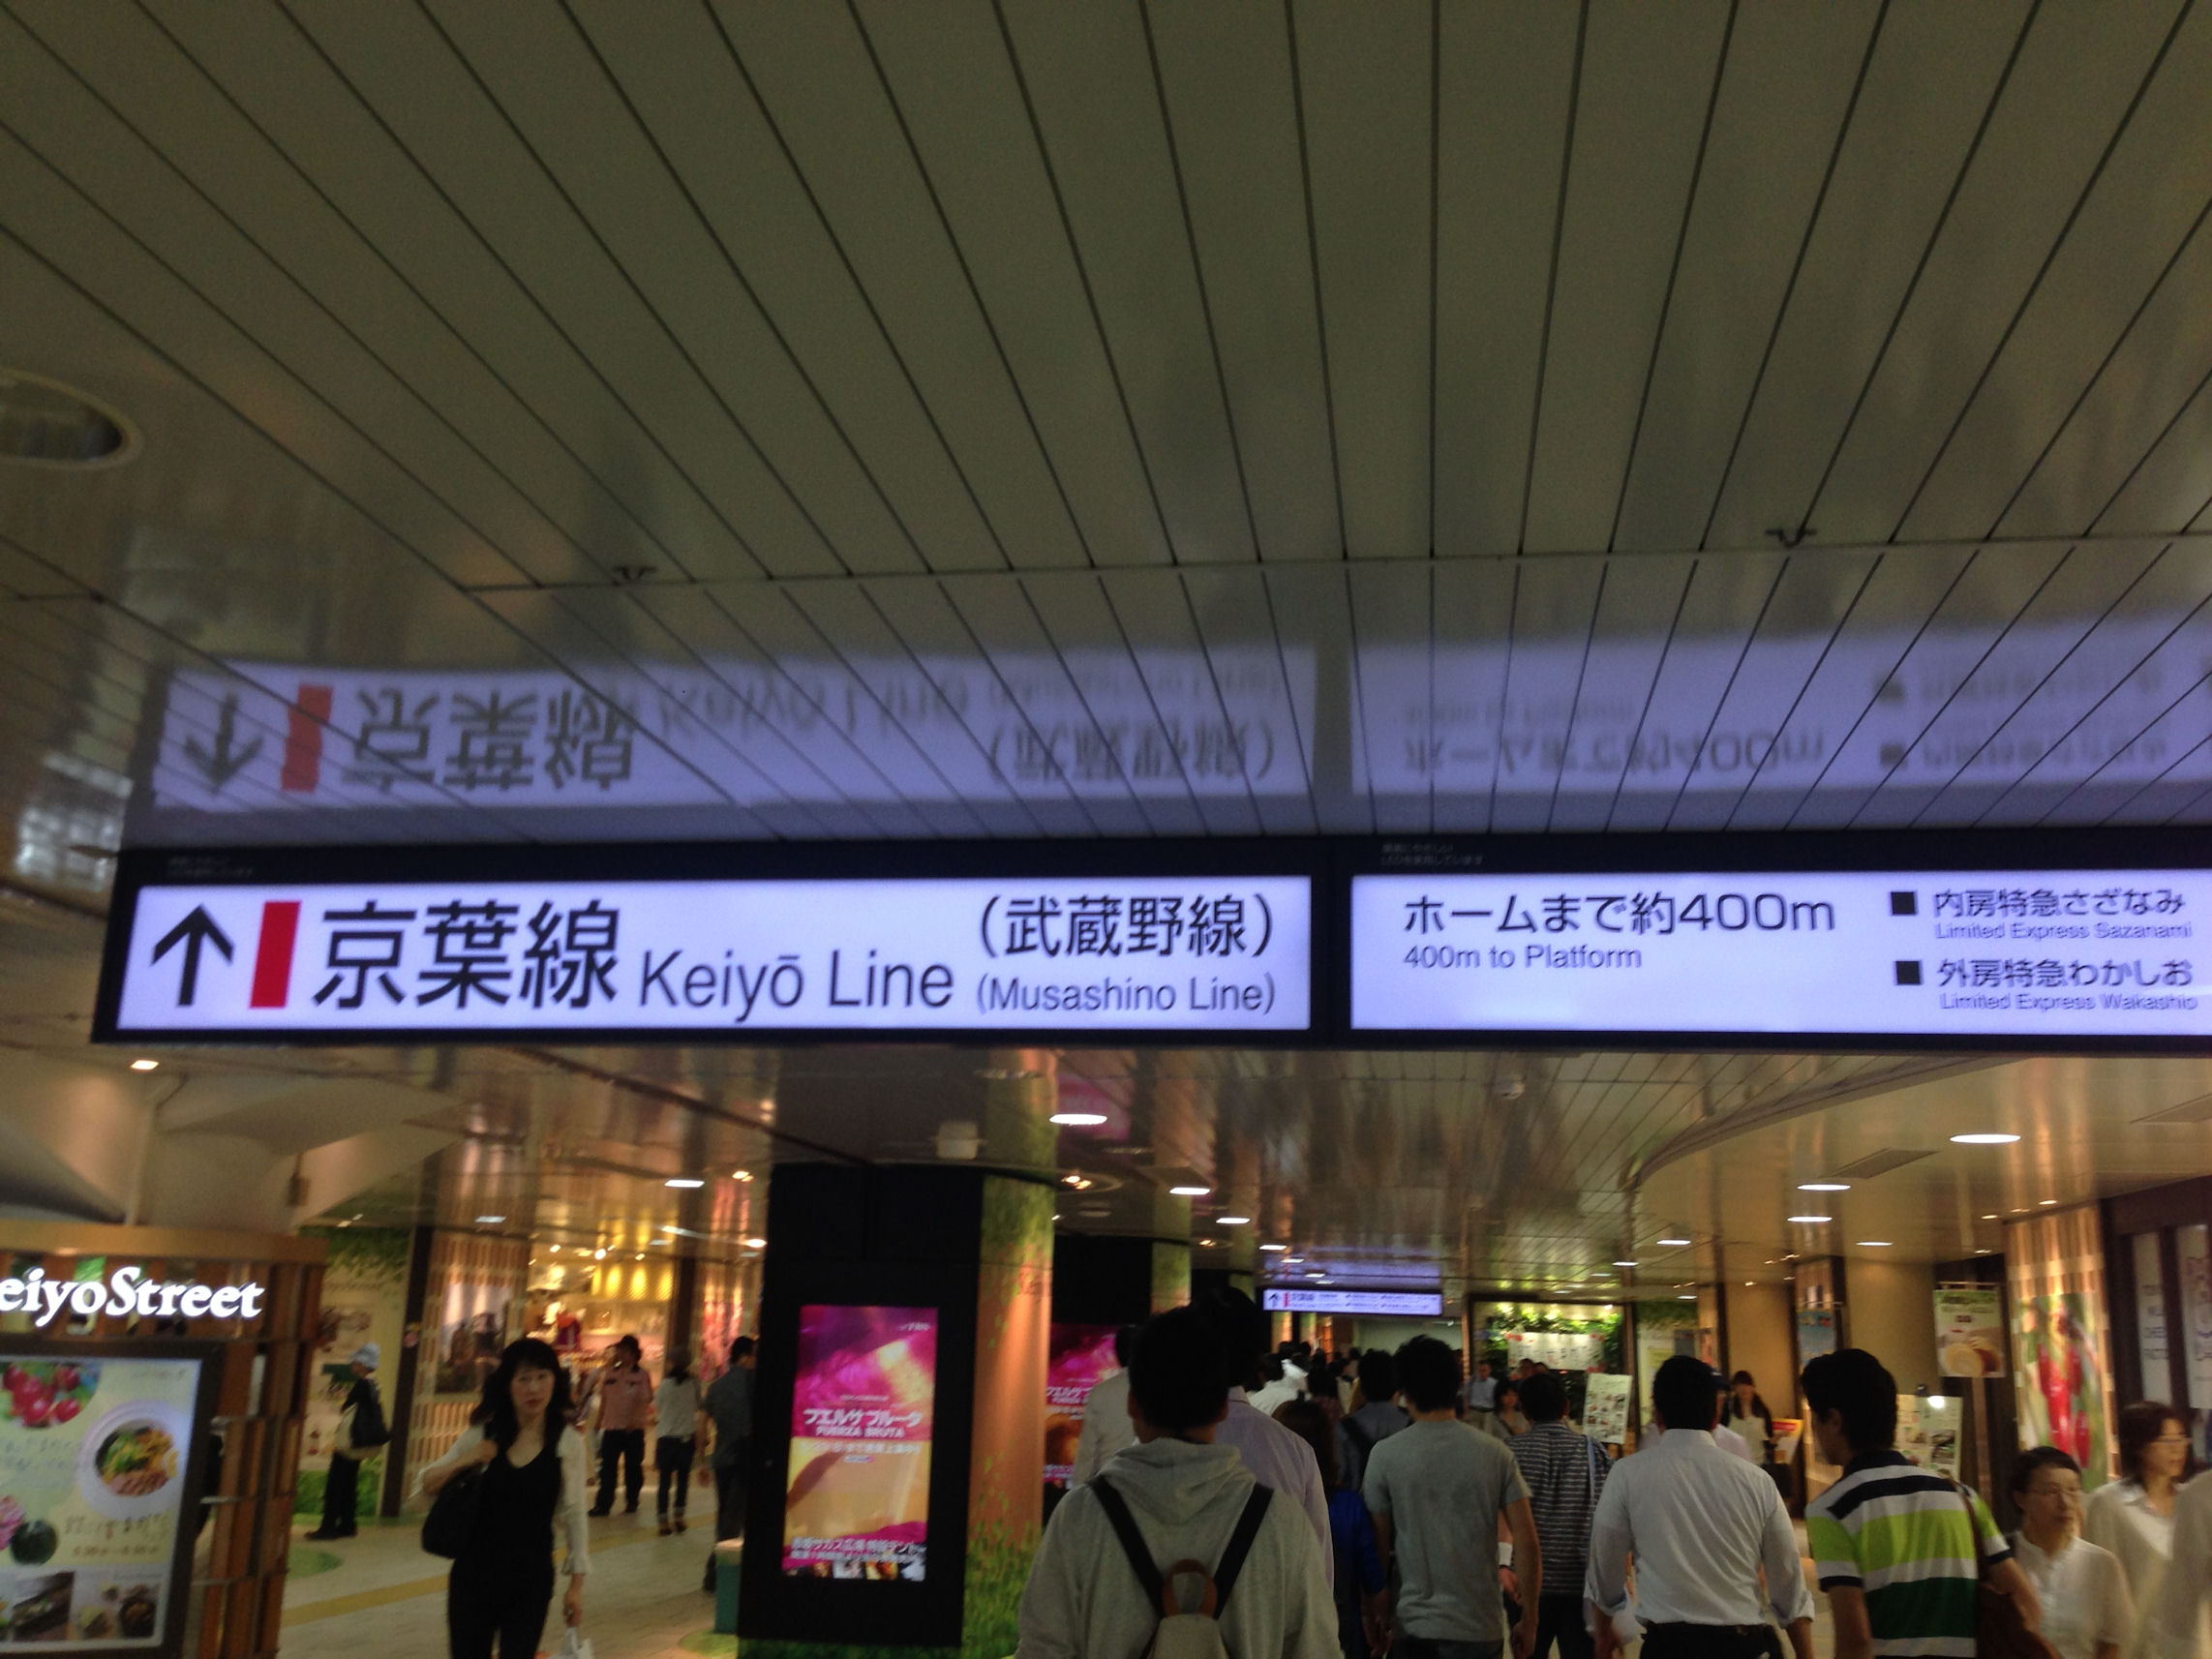 京葉線 Keiyō Line
(武蔵野線)
(Musashino Line)
ホームまで約400m
400m to Platform
■ 内房特急さざなみ
Limited Express Sazanami
■ 外房特急わかしお
Limited Express Wakashio
eiyoStreet
フエルサ ブルータ
FUERZA BRUTA